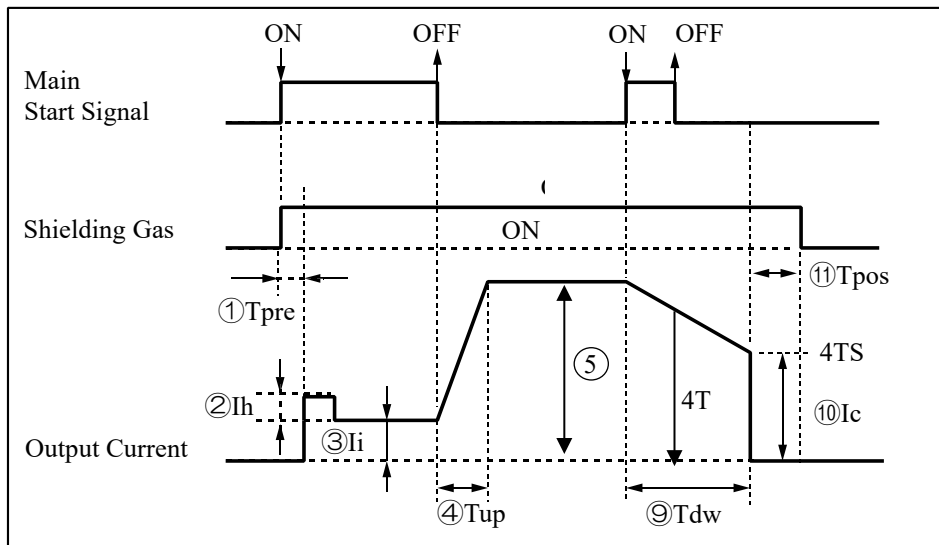 ON OFF ON OFF
Main
Start Signal
Shielding Gas
ON
①Tpre
⑪Tpos
4TS
②Ih
⑤
4T
⑩Ic
③Ii
Output Current
④Tup
⑨Tdw